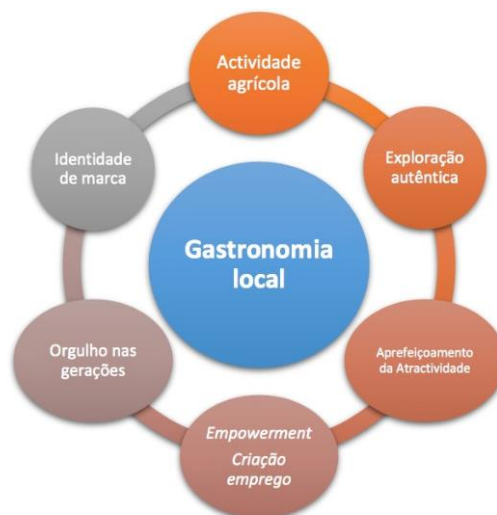 Actividade
agrícola
Exploração
autêntica
Aprefeiçoamento
da Atractividade
Empowerment
Criação
emprego
Orgulho nas
gerações
Identidade
de marca
Gastronomia
local